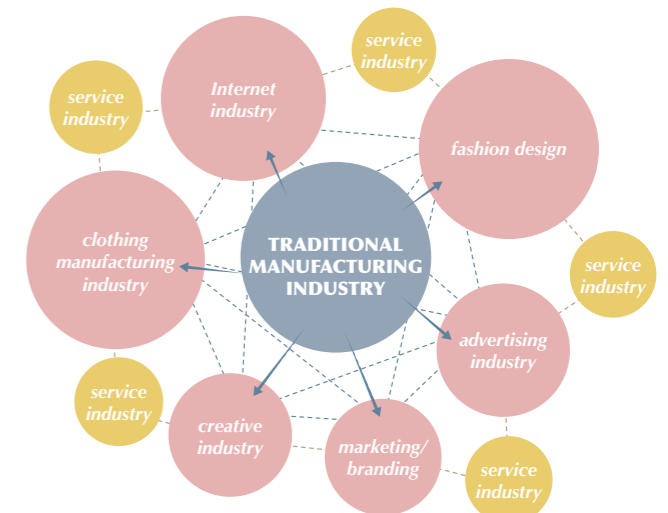 service
industry
Internet
industry
service
industry
fashion design
clothing
manufacturing
industry
TRADITIONAL
MANUFACTURING
INDUSTRY
service
industry
advertising
industry
service
industry
creative
industry
marketing/
branding
service
industry